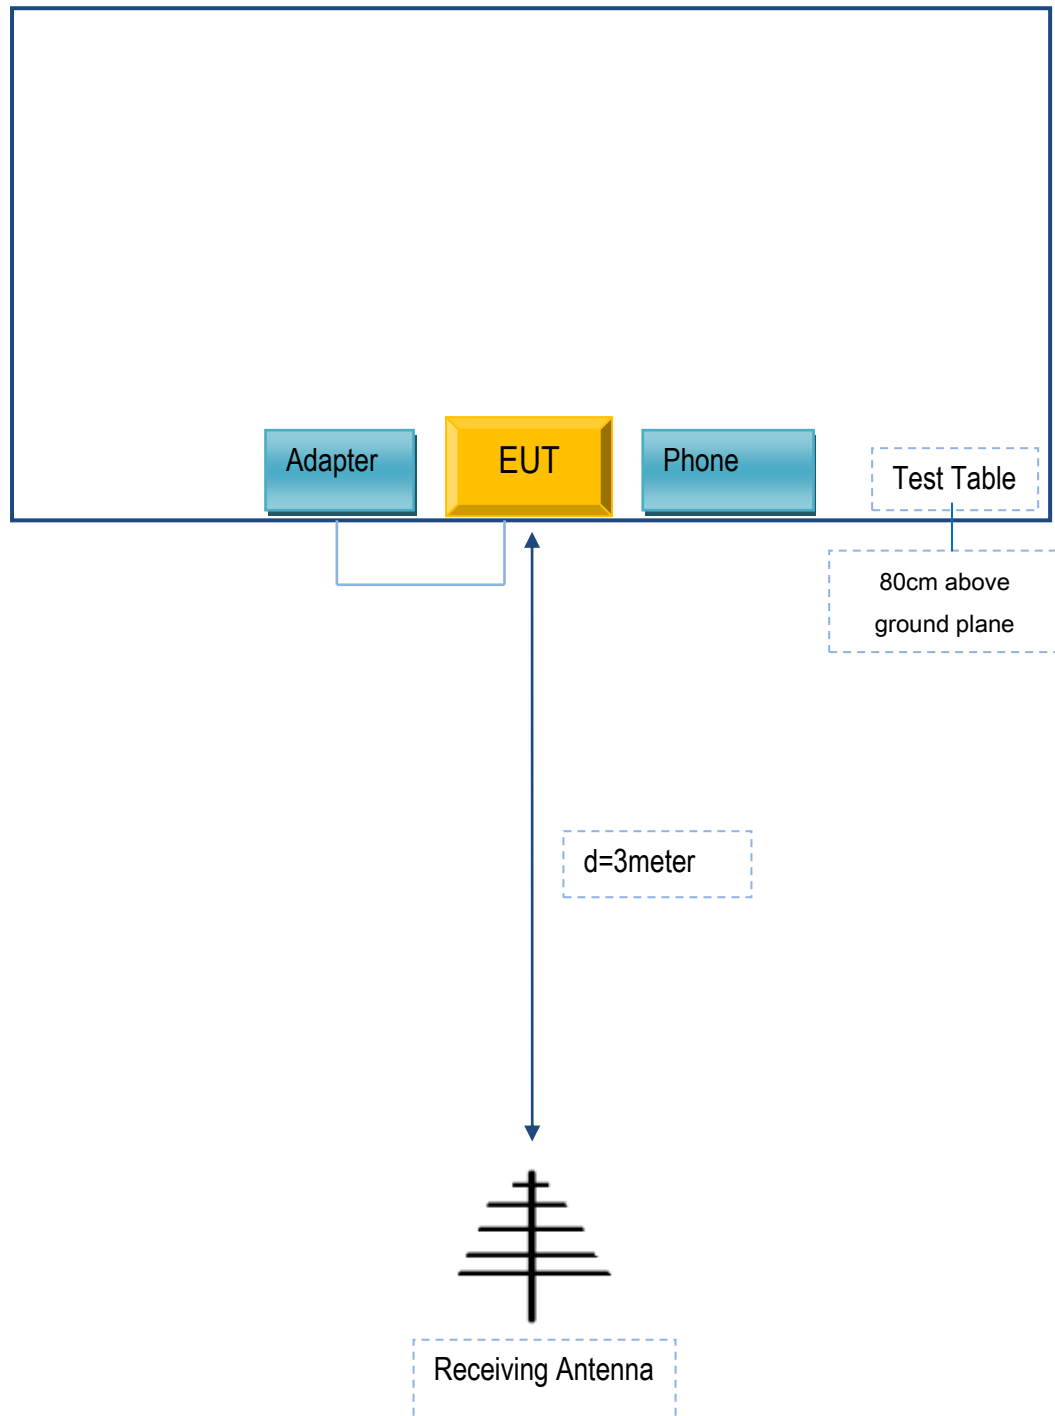 Adapter
EUT
Phone
Test Table
80cm above
ground plane
d=3meter
Receiving Antenna